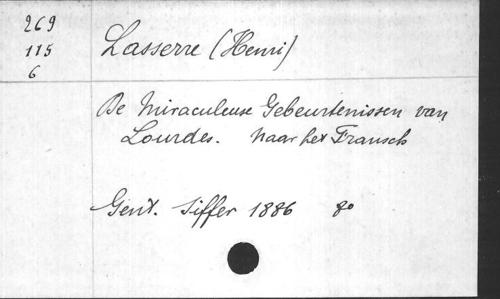 269
115
6
Lasserre (Henri)
De Miraculeuse Gebeurtenissen van
Lourdes. Naar het Fransch
Gent. Siffer 1886 8o